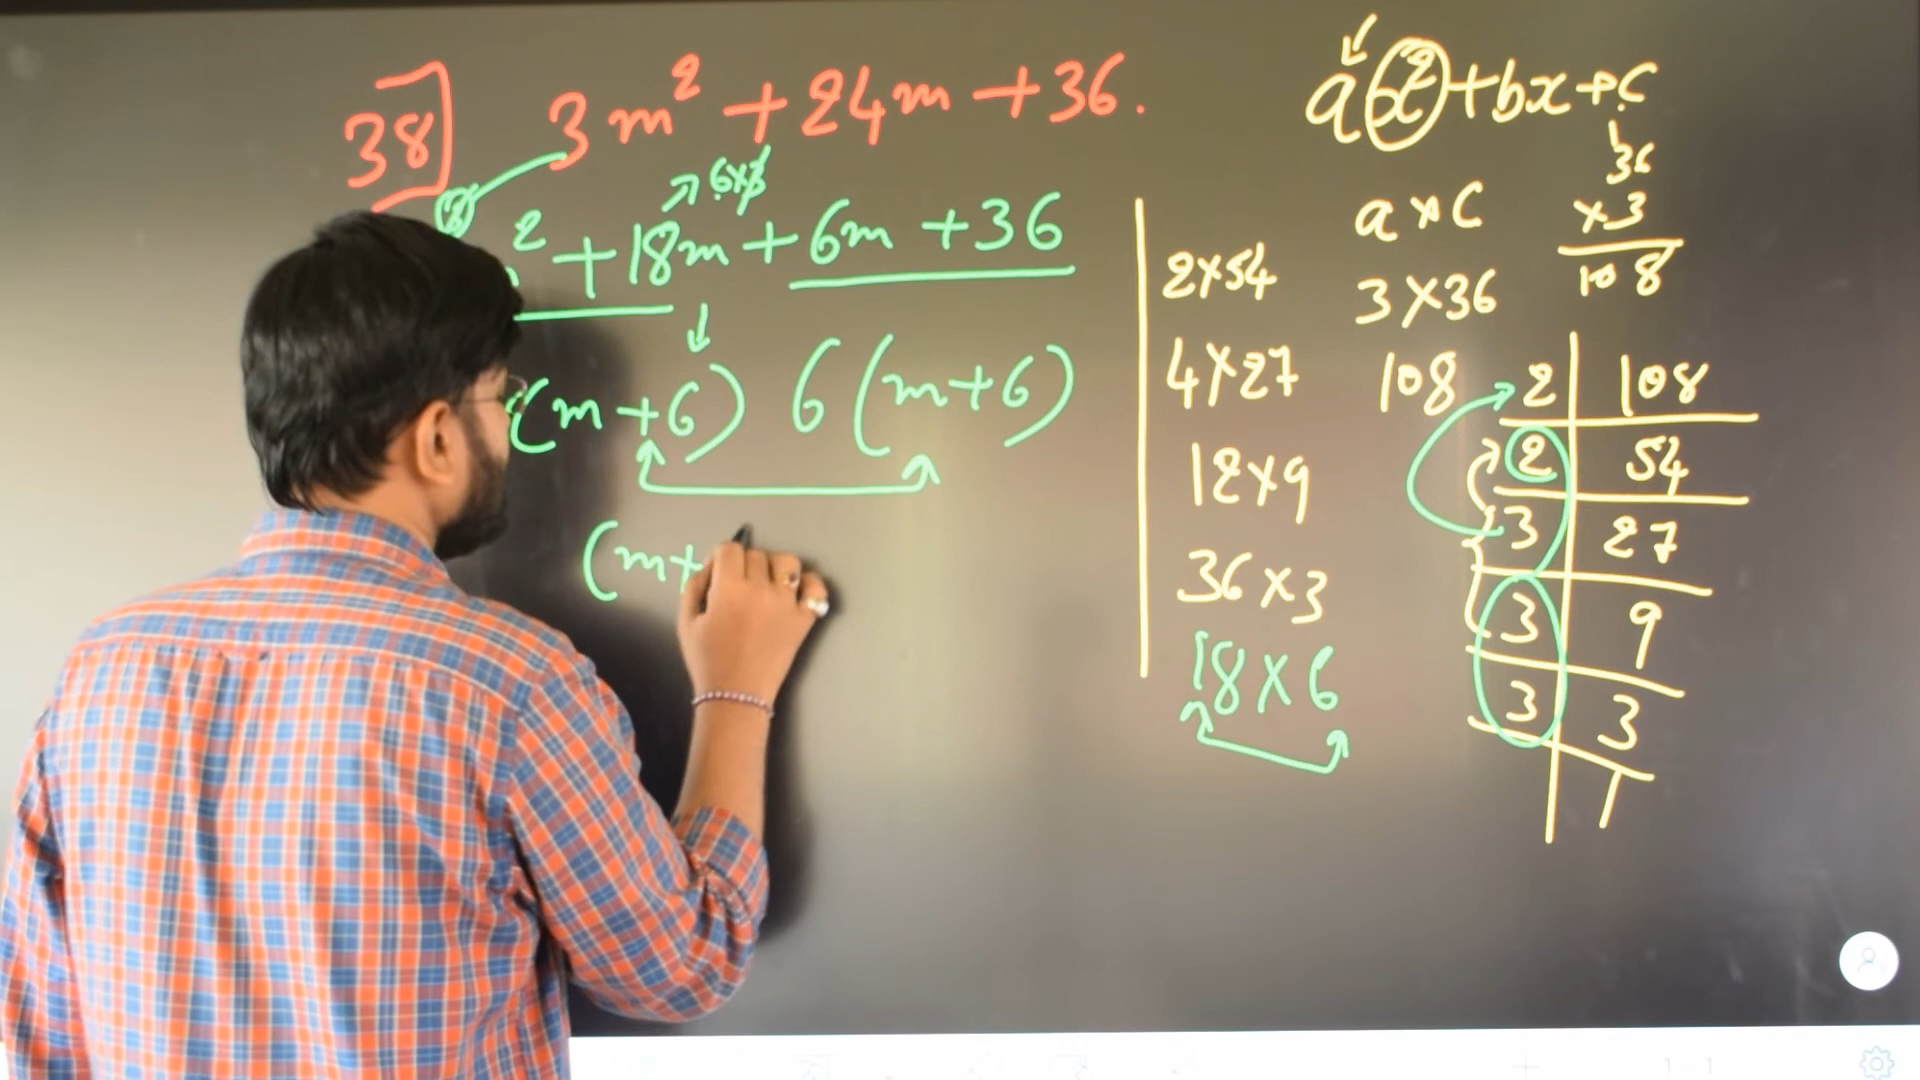 38] 3m² + 24m + 36.
² + 18m + 6m + 36
6×3
(m + 6) 6(m + 6)
(m+
2×54
4×27
12×9
36×3
18×6
ax²+bx+c
a×c
3×36
108
36
×3
108
2 | 108
2 | 54
3 | 27
3 | 9
3 | 3
1